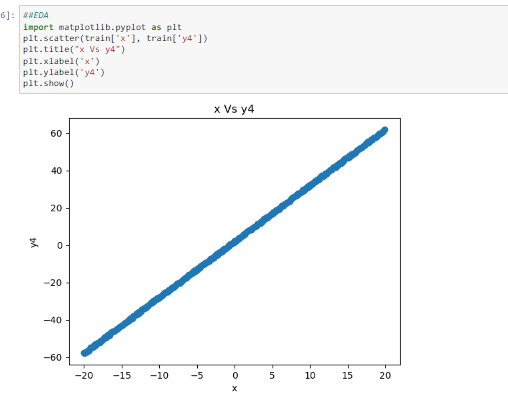 6]: ##EDA
import matplotlib.pyplot as plt
plt.scatter(train['x'], train['y4'])
plt.title("x Vs y4")
plt.xlabel('x')
plt.ylabel('y4')
plt.show()
x Vs y4
60
40
20
0
−20
−40
−60
y4
−20 −15 −10 −5 0 5 10 15 20
x